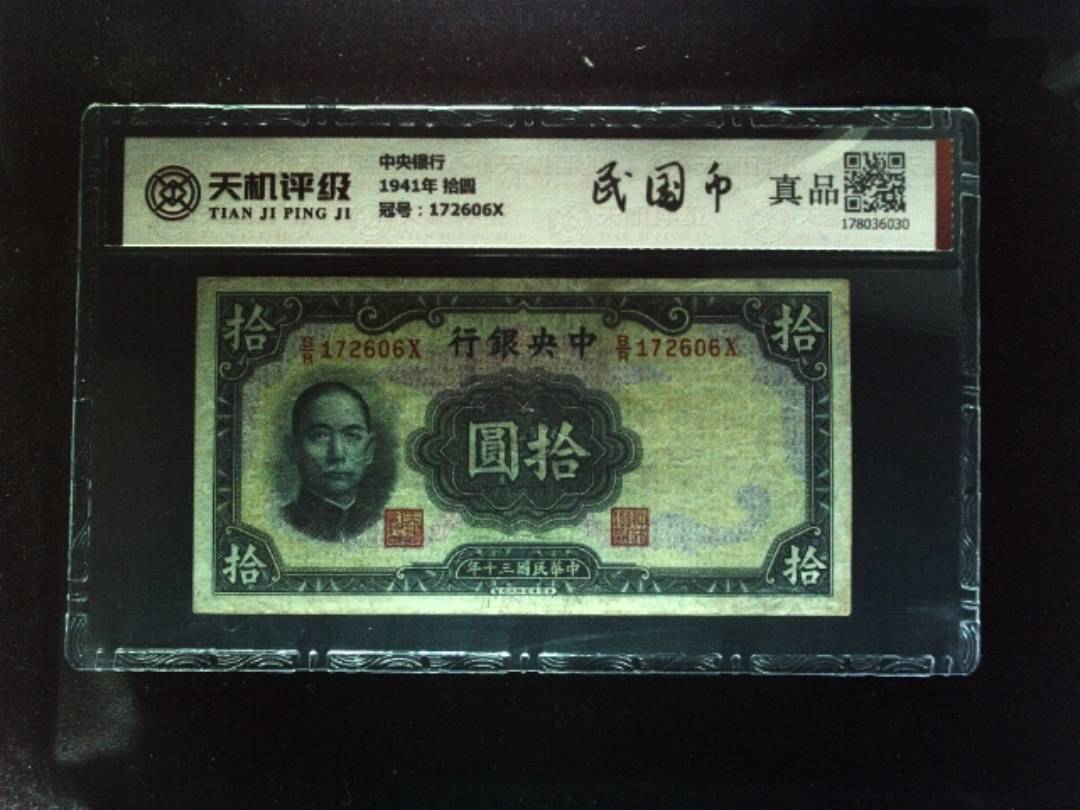 天机评级
TIAN JI PING JI
中央银行
1941年 拾圆
冠号：172606X
民国币
真品
178036030
拾
拾
B/R 172606X
行銀央中
B/R 172606X
圓拾
拾
拾
年十三國民華中